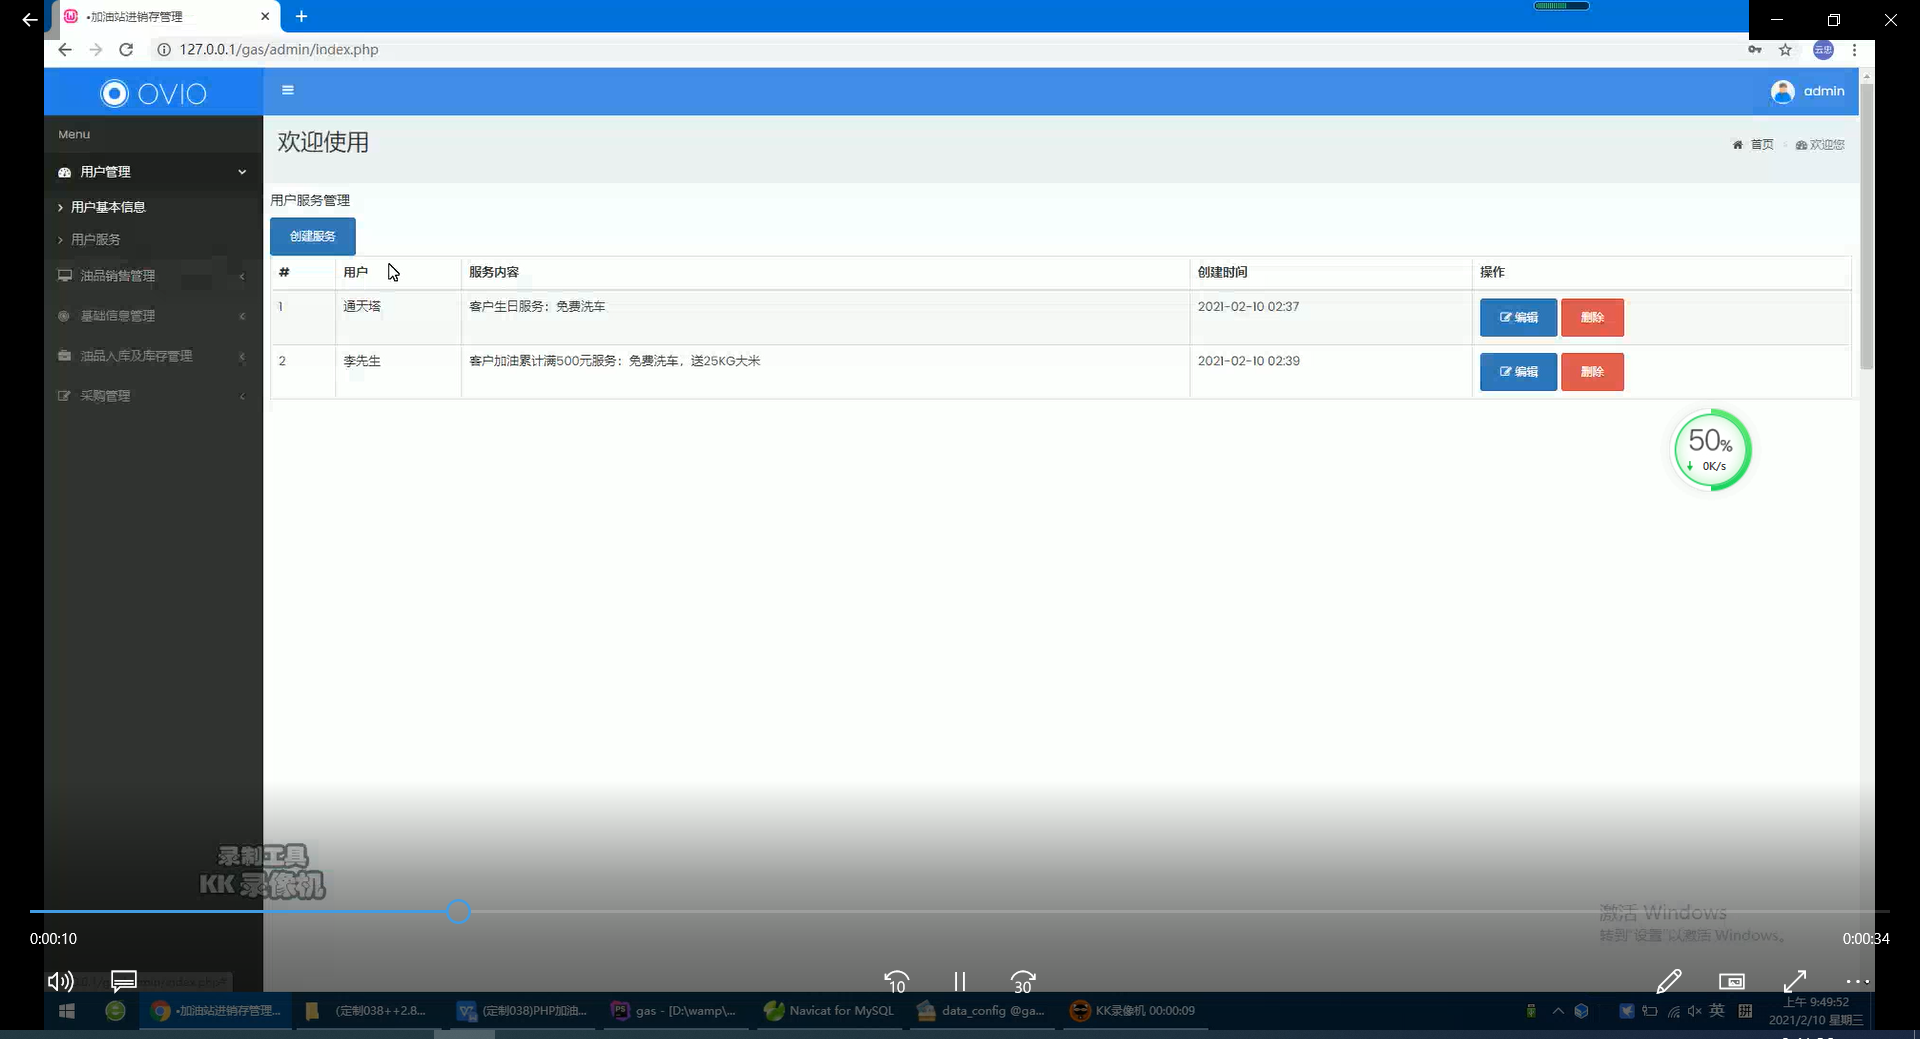 •加油站进销存管理
127.0.0.1/gas/admin/index.php
云忠
OVIO
admin
Menu
欢迎使用
首页
欢迎您
用户管理
用户基本信息
用户服务
油品销售管理
基础信息管理
油品入库及库存管理
采购管理
用户服务管理
创建服务
# 用户 服务内容 创建时间 操作
1 通天塔 客户生日服务：免费洗车 2021-02-10 02:37 编辑 删除
2 李先生 客户加油累计满500元服务：免费洗车，送25KG大米 2021-02-10 02:39 编辑 删除
50%
0K/s
录制工具
KK 录像机
激活 Windows
转到"设置"以激活 Windows。
0:00:10
0:00:34
10
30
•加油站进销存管理...
(定制038++2.8...
(定制038)PHP加油...
gas - [D:\wamp\...
Navicat for MySQL
data_config @ga...
KK录像机 00:00:09
英
上午 9:49:52
2021/2/10 星期三